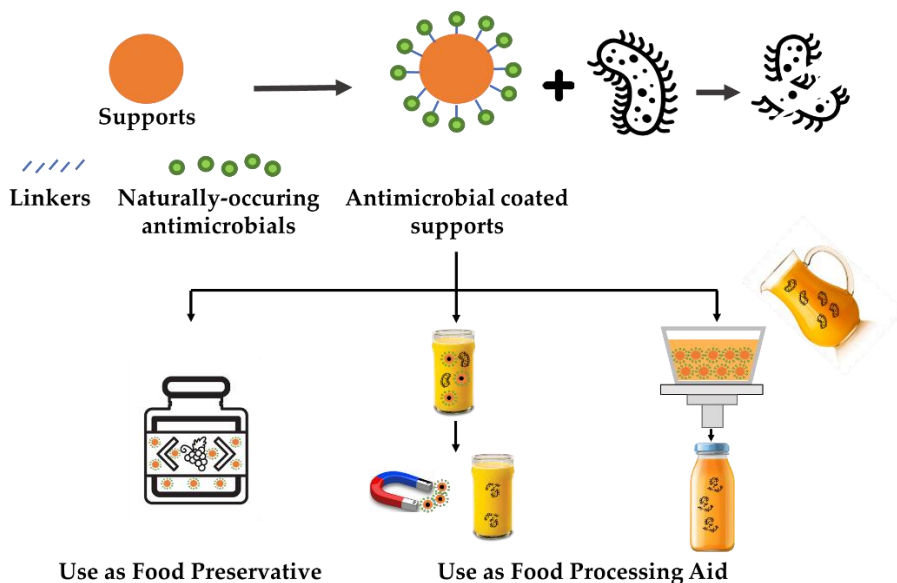 Supports
Linkers
Naturally-occuring
antimicrobials
Antimicrobial coated
supports
Use as Food Preservative
Use as Food Processing Aid